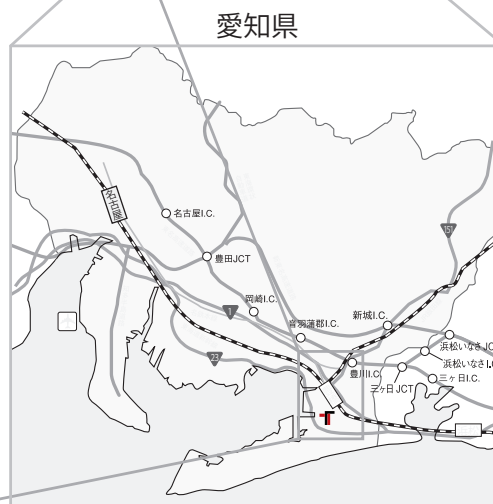 愛知県
名古屋
名古屋I.C.
151
豊田JCT
岡崎I.C.
1
新城I.C.
音羽蒲郡I.C.
浜松いなさJC
23
豊川I.C.
浜松いなさI.C
三ヶ日JCT
三ヶ日I.C.